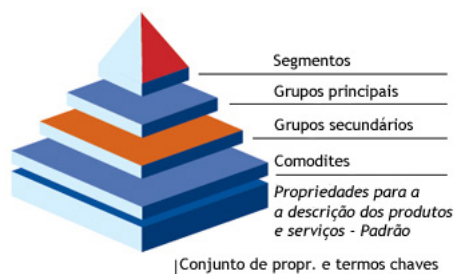 Segmentos
Grupos principais
Grupos secundários
Comodites
Propriedades para a
a descrição dos produtos
e serviços - Padrão
Conjunto de propr. e termos chaves